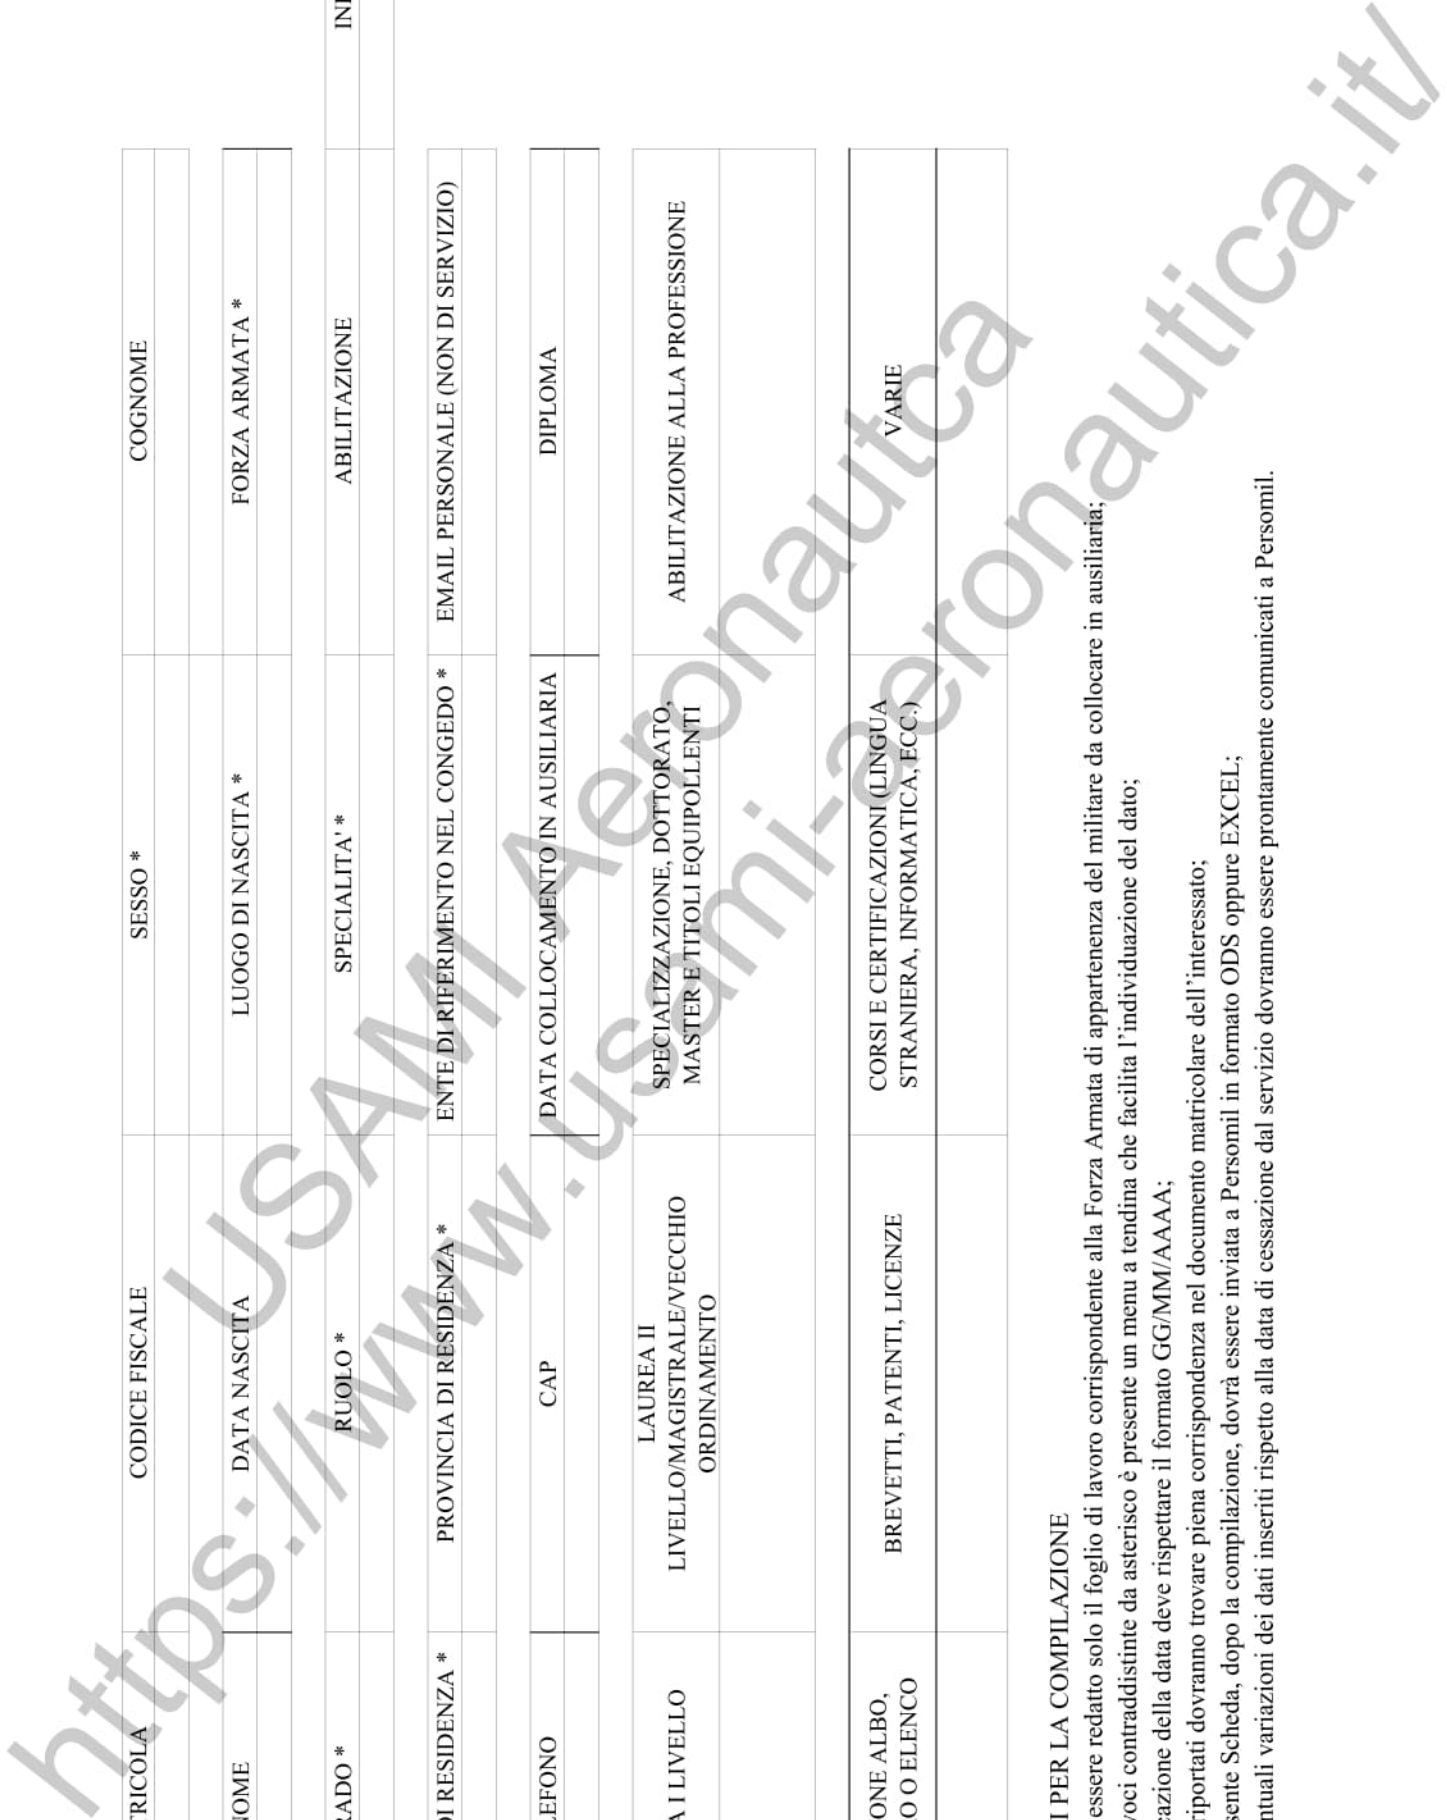 TRICOLA
CODICE FISCALE
SESSO *
COGNOME
NOME
DATA NASCITA
LUOGO DI NASCITA *
FORZA ARMATA *
RADO *
RUOLO *
SPECIALITA' *
ABILITAZIONE
INI
DI RESIDENZA *
PROVINCIA DI RESIDENZA *
ENTE DI RIFERIMENTO NEL CONGEDO *
EMAIL PERSONALE (NON DI SERVIZIO)
LEFONO
CAP
DATA COLLOCAMENTO IN AUSILIARIA
DIPLOMA
A I LIVELLO
LAUREA II
LIVELLO/MAGISTRALE/VECCHIO
ORDINAMENTO
SPECIALIZZAZIONE, DOTTORATO,
MASTER E TITOLI EQUIPOLLENTI
ABILITAZIONE ALLA PROFESSIONE
ONE ALBO,
O O ELENCO
BREVETTI, PATENTI, LICENZE
CORSI E CERTIFICAZIONI (LINGUA
STRANIERA, INFORMATICA, ECC.)
VARIE
I PER LA COMPILAZIONE
essere redatto solo il foglio di lavoro corrispondente alla Forza Armata di appartenenza del militare da collocare in ausiliaria;
voci contraddistinte da asterisco è presente un menu a tendina che facilita l'individuazione del dato;
azione della data deve rispettare il formato GG/MM/AAAA;
riportati dovranno trovare piena corrispondenza nel documento matricolare dell'interessato;
sente Scheda, dopo la compilazione, dovrà essere inviata a Personmil in formato ODS oppure EXCEL;
ntuali variazioni dei dati inseriti rispetto alla data di cessazione dal servizio dovranno essere prontamente comunicati a Persomil.
USAMI Aeronautca
https://www.usami-aeronautica.it/